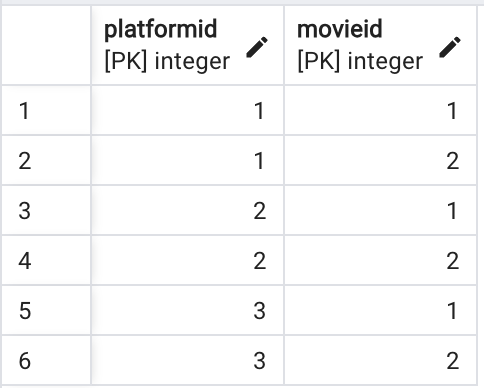 platformid movieid
[PK] integer [PK] integer
1 1 1
2 1 2
3 2 1
4 2 2
5 3 1
6 3 2